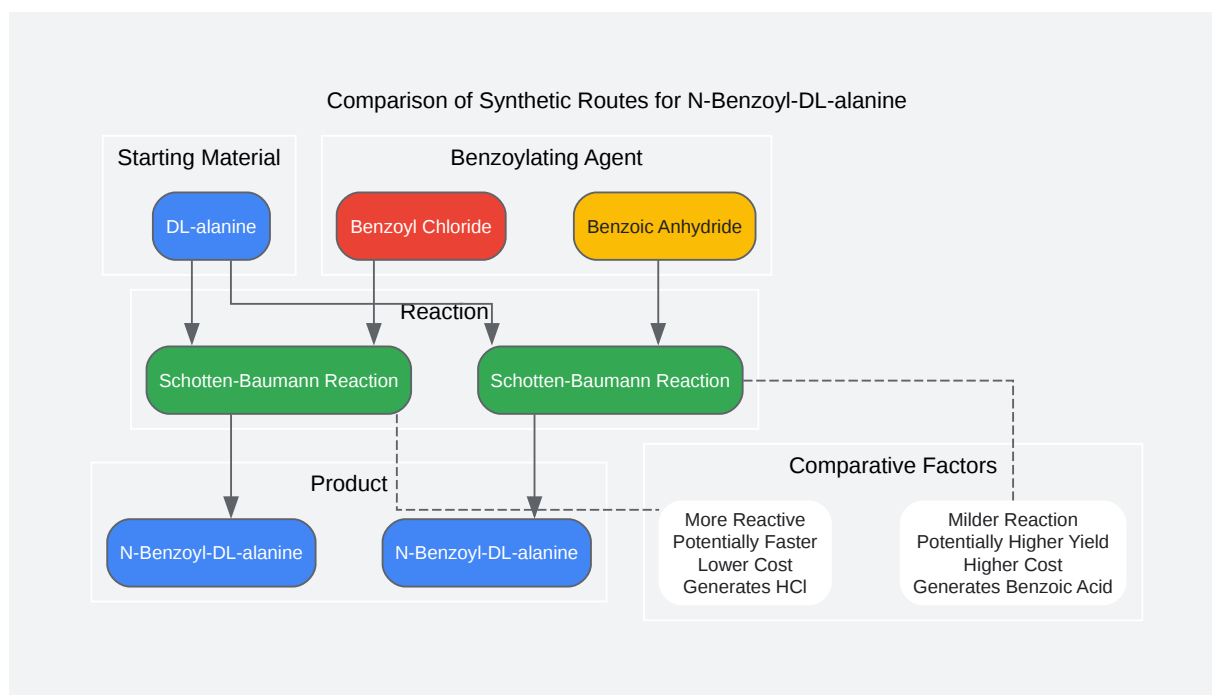 Comparison of Synthetic Routes for N-Benzoyl-DL-alanine
Starting Material
Benzoylating Agent
DL-alanine
Benzoyl Chloride
Benzoic Anhydride
Reaction
Schotten-Baumann Reaction
Schotten-Baumann Reaction
Product
Comparative Factors
N-Benzoyl-DL-alanine
N-Benzoyl-DL-alanine
More Reactive
Potentially Faster
Lower Cost
Generates HCl
Milder Reaction
Potentially Higher Yield
Higher Cost
Generates Benzoic Acid